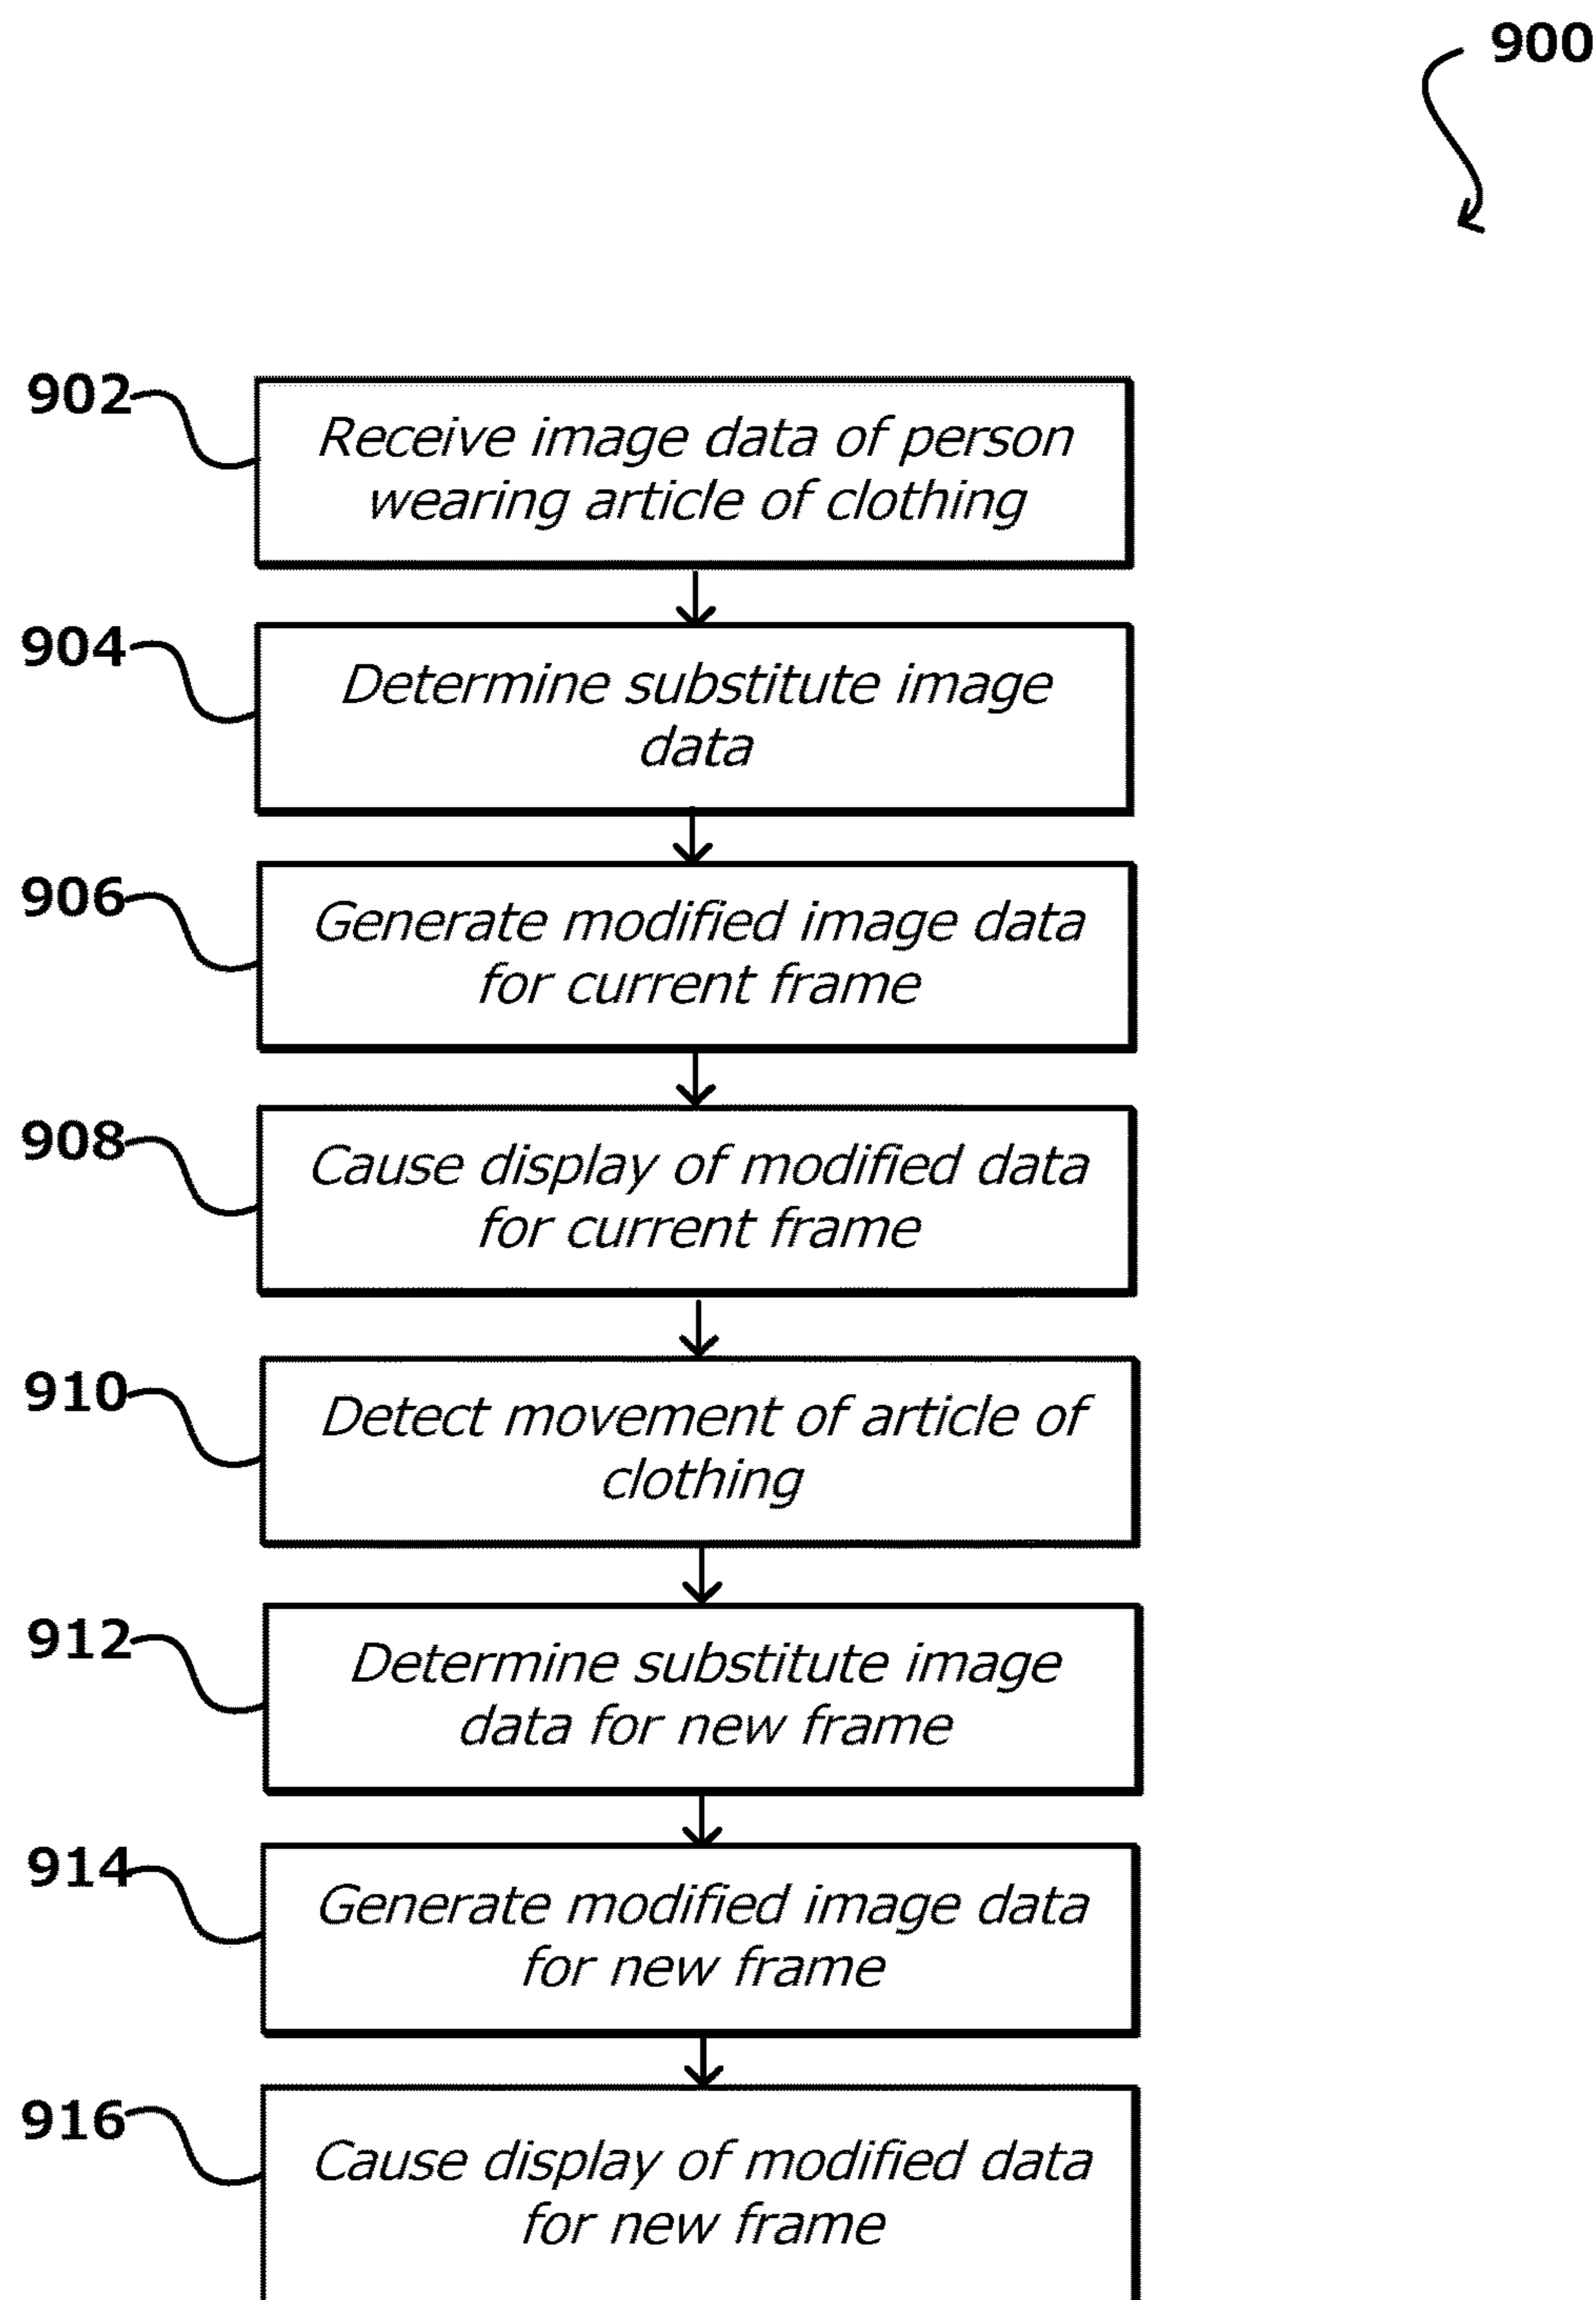 900
902
Receive image data of person
wearing article of clothing
904
Determine substitute image
data
906
Generate modified image data
for current frame
908
Cause display of modified data
for current frame
910
Detect movement of article of
clothing
912
Determine substitute image
data for new frame
914
Generate modified image data
for new frame
916
Cause display of modified data
for new frame